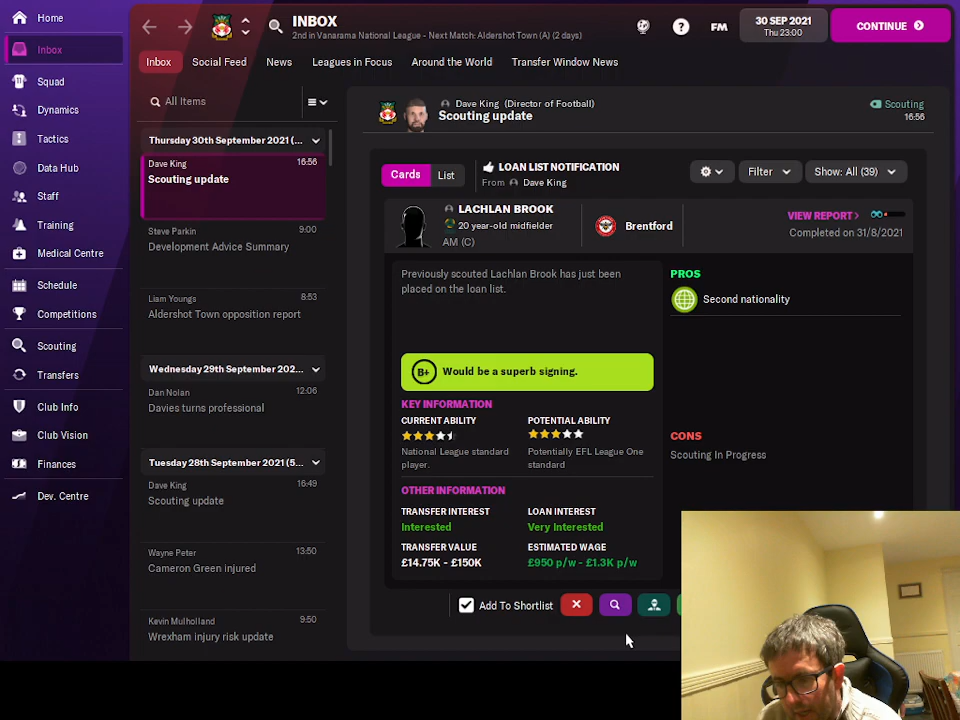 Home
Inbox
Squad
Dynamics
Tactics
Data Hub
Staff
Training
Medical Centre
Schedule
Competitions
Scouting
Transfers
Club Info
Club Vision
Finances
Dev. Centre
INBOX
2nd in Vanarama National League - Next Match: Aldershot Town (A) (2 days)
?
FM
30 SEP 2021
Thu 23:00
CONTINUE
Inbox Social Feed News Leagues in Focus Around the World Transfer Window News
All Items
Thursday 30th September 2021 (...
Dave King 16:56
Scouting update
Steve Parkin 9:00
Development Advice Summary
Liam Youngs 8:53
Aldershot Town opposition report
Wednesday 29th September 202...
Dan Nolan 12:06
Davies turns professional
Tuesday 28th September 2021 (5...
Dave King 16:49
Scouting update
Wayne Peter 13:50
Cameron Green injured
Kevin Mulholland 9:50
Wrexham injury risk update
Dave King (Director of Football)
Scouting update
Scouting
16:56
Cards List
LOAN LIST NOTIFICATION
From Dave King
Filter
Show: All (39)
LACHLAN BROOK
20 year-old midfielder
AM (C)
Brentford
VIEW REPORT >
Completed on 31/8/2021
Previously scouted Lachlan Brook has just been
placed on the loan list.
B+ Would be a superb signing.
KEY INFORMATION
CURRENT ABILITY
National League standard
player.
POTENTIAL ABILITY
Potentially EFL League One
standard
OTHER INFORMATION
TRANSFER INTEREST
Interested
LOAN INTEREST
Very Interested
TRANSFER VALUE
£14.75K - £150K
ESTIMATED WAGE
£950 p/w - £1.3K p/w
PROS
Second nationality
CONS
Scouting In Progress
Add To Shortlist